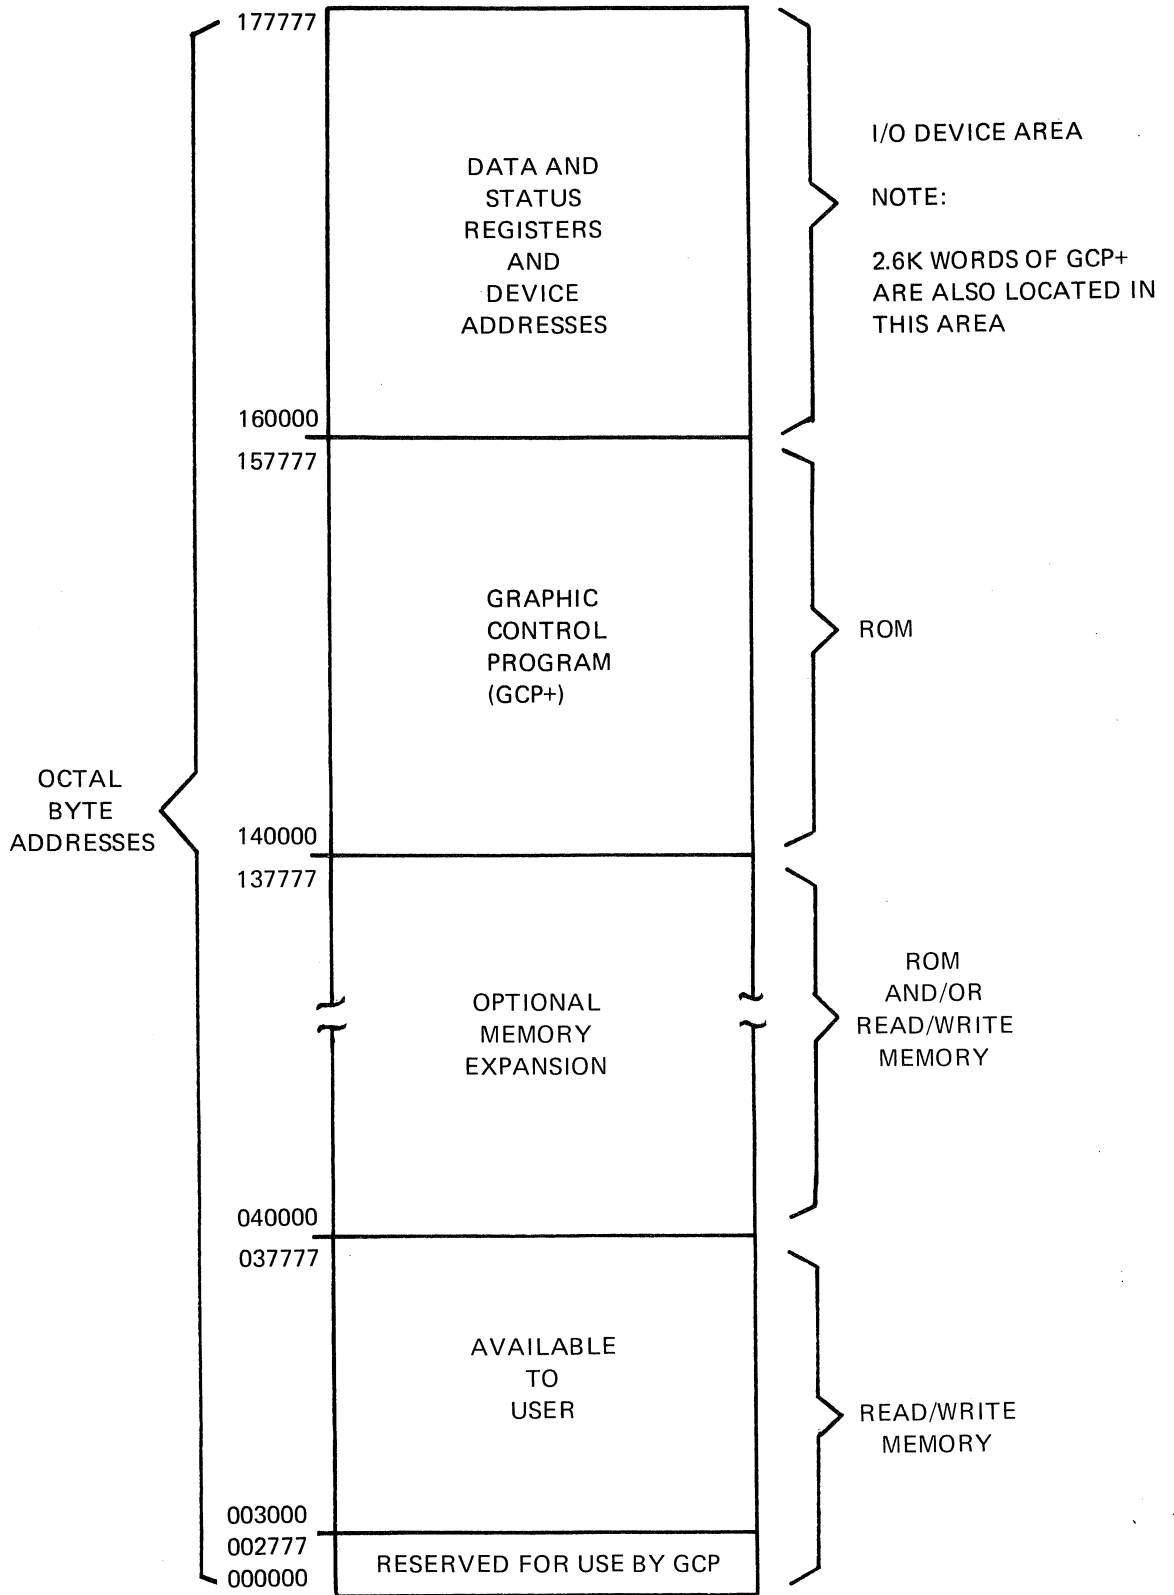 177777
DATA AND
STATUS
REGISTERS
AND
DEVICE
ADDRESSES
I/O DEVICE AREA
NOTE:
2.6K WORDS OF GCP+
ARE ALSO LOCATED IN
THIS AREA
160000
157777
GRAPHIC
CONTROL
PROGRAM
(GCP+)
ROM
OCTAL
BYTE
ADDRESSES
140000
137777
OPTIONAL
MEMORY
EXPANSION
ROM
AND/OR
READ/WRITE
MEMORY
040000
037777
AVAILABLE
TO
USER
READ/WRITE
MEMORY
003000
002777
000000
RESERVED FOR USE BY GCP